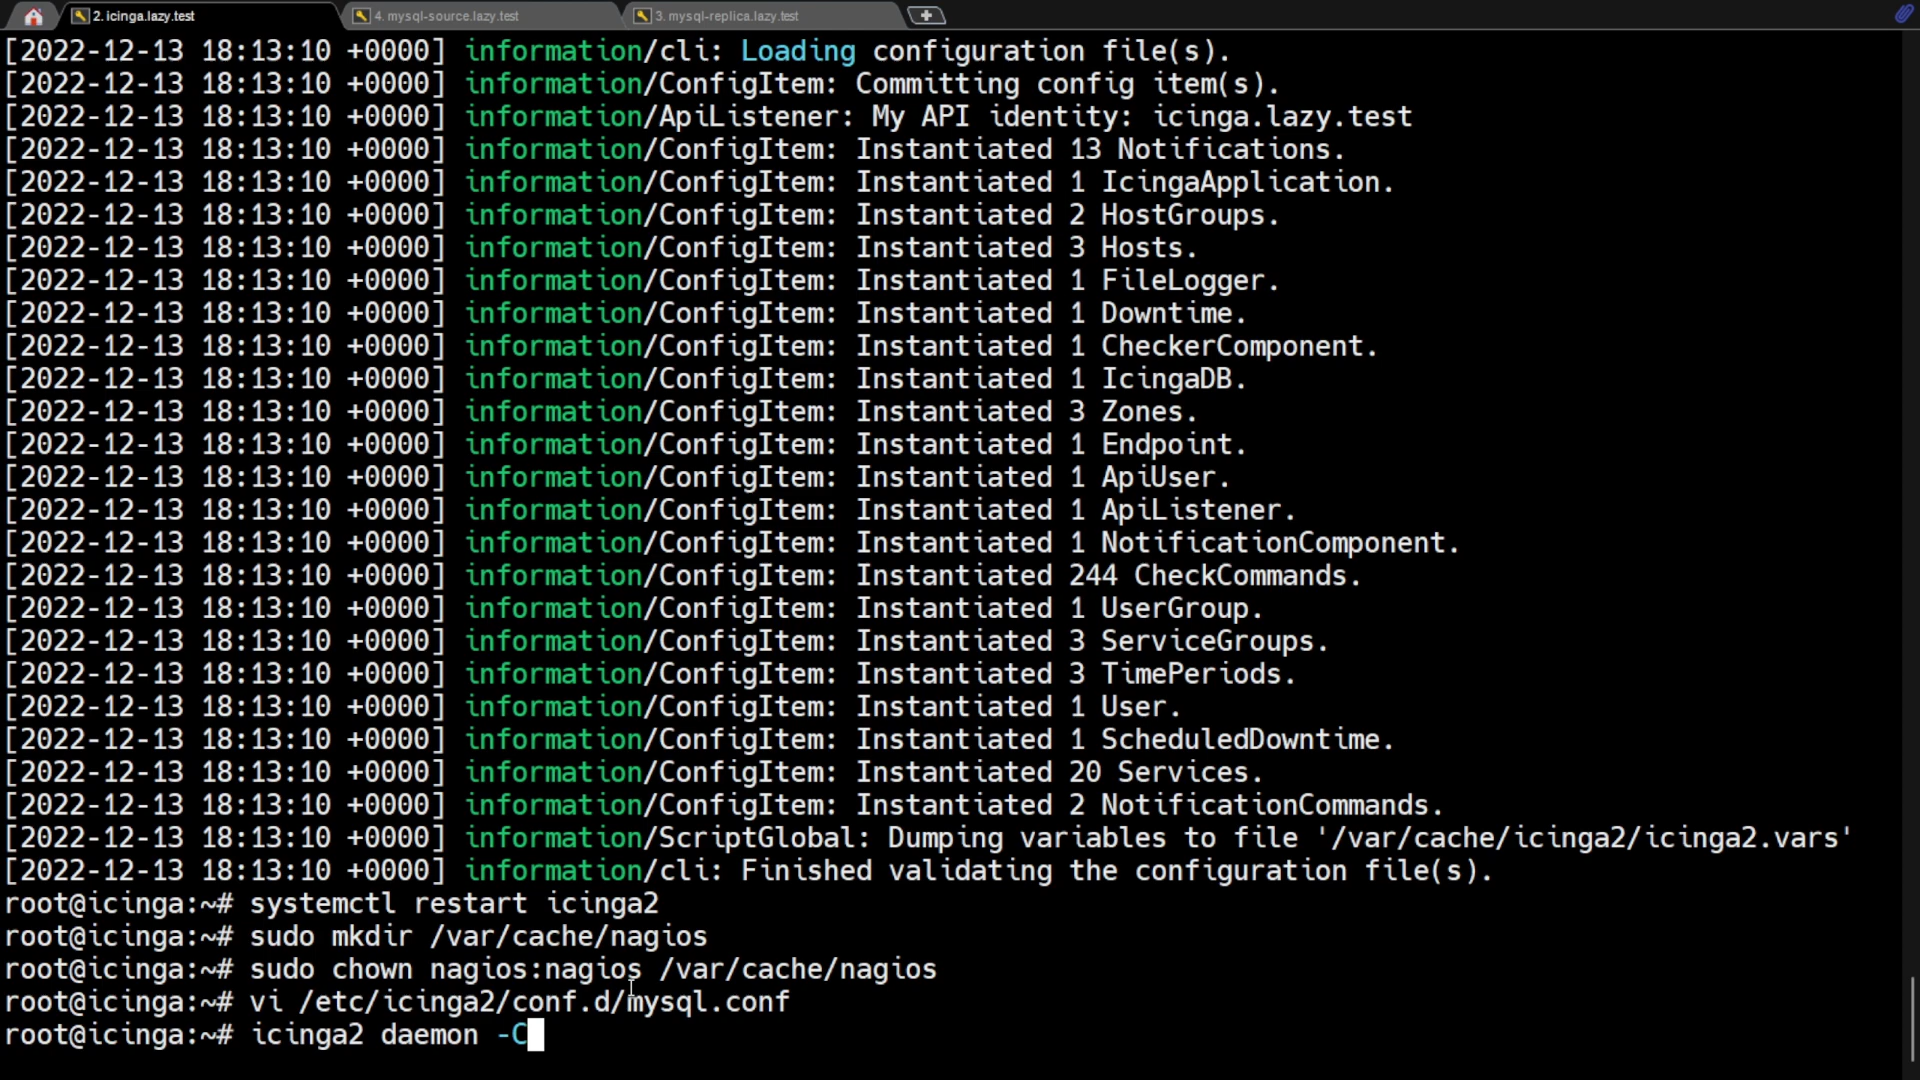 2. icinga.lazy.test
4. mysql-source.lazy.test
3. mysql-replica.lazy.test
[2022-12-13 18:13:10 +0000] information/cli: Loading configuration file(s).
[2022-12-13 18:13:10 +0000] information/ConfigItem: Committing config item(s).
[2022-12-13 18:13:10 +0000] information/ApiListener: My API identity: icinga.lazy.test
[2022-12-13 18:13:10 +0000] information/ConfigItem: Instantiated 13 Notifications.
[2022-12-13 18:13:10 +0000] information/ConfigItem: Instantiated 1 IcingaApplication.
[2022-12-13 18:13:10 +0000] information/ConfigItem: Instantiated 2 HostGroups.
[2022-12-13 18:13:10 +0000] information/ConfigItem: Instantiated 3 Hosts.
[2022-12-13 18:13:10 +0000] information/ConfigItem: Instantiated 1 FileLogger.
[2022-12-13 18:13:10 +0000] information/ConfigItem: Instantiated 1 Downtime.
[2022-12-13 18:13:10 +0000] information/ConfigItem: Instantiated 1 CheckerComponent.
[2022-12-13 18:13:10 +0000] information/ConfigItem: Instantiated 1 IcingaDB.
[2022-12-13 18:13:10 +0000] information/ConfigItem: Instantiated 3 Zones.
[2022-12-13 18:13:10 +0000] information/ConfigItem: Instantiated 1 Endpoint.
[2022-12-13 18:13:10 +0000] information/ConfigItem: Instantiated 1 ApiUser.
[2022-12-13 18:13:10 +0000] information/ConfigItem: Instantiated 1 ApiListener.
[2022-12-13 18:13:10 +0000] information/ConfigItem: Instantiated 1 NotificationComponent.
[2022-12-13 18:13:10 +0000] information/ConfigItem: Instantiated 244 CheckCommands.
[2022-12-13 18:13:10 +0000] information/ConfigItem: Instantiated 1 UserGroup.
[2022-12-13 18:13:10 +0000] information/ConfigItem: Instantiated 3 ServiceGroups.
[2022-12-13 18:13:10 +0000] information/ConfigItem: Instantiated 3 TimePeriods.
[2022-12-13 18:13:10 +0000] information/ConfigItem: Instantiated 1 User.
[2022-12-13 18:13:10 +0000] information/ConfigItem: Instantiated 1 ScheduledDowntime.
[2022-12-13 18:13:10 +0000] information/ConfigItem: Instantiated 20 Services.
[2022-12-13 18:13:10 +0000] information/ConfigItem: Instantiated 2 NotificationCommands.
[2022-12-13 18:13:10 +0000] information/ScriptGlobal: Dumping variables to file '/var/cache/icinga2/icinga2.vars'
[2022-12-13 18:13:10 +0000] information/cli: Finished validating the configuration file(s).
root@icinga:~# systemctl restart icinga2
root@icinga:~# sudo mkdir /var/cache/nagios
root@icinga:~# sudo chown nagios:nagios /var/cache/nagios
root@icinga:~# vi /etc/icinga2/conf.d/mysql.conf
root@icinga:~# icinga2 daemon -C